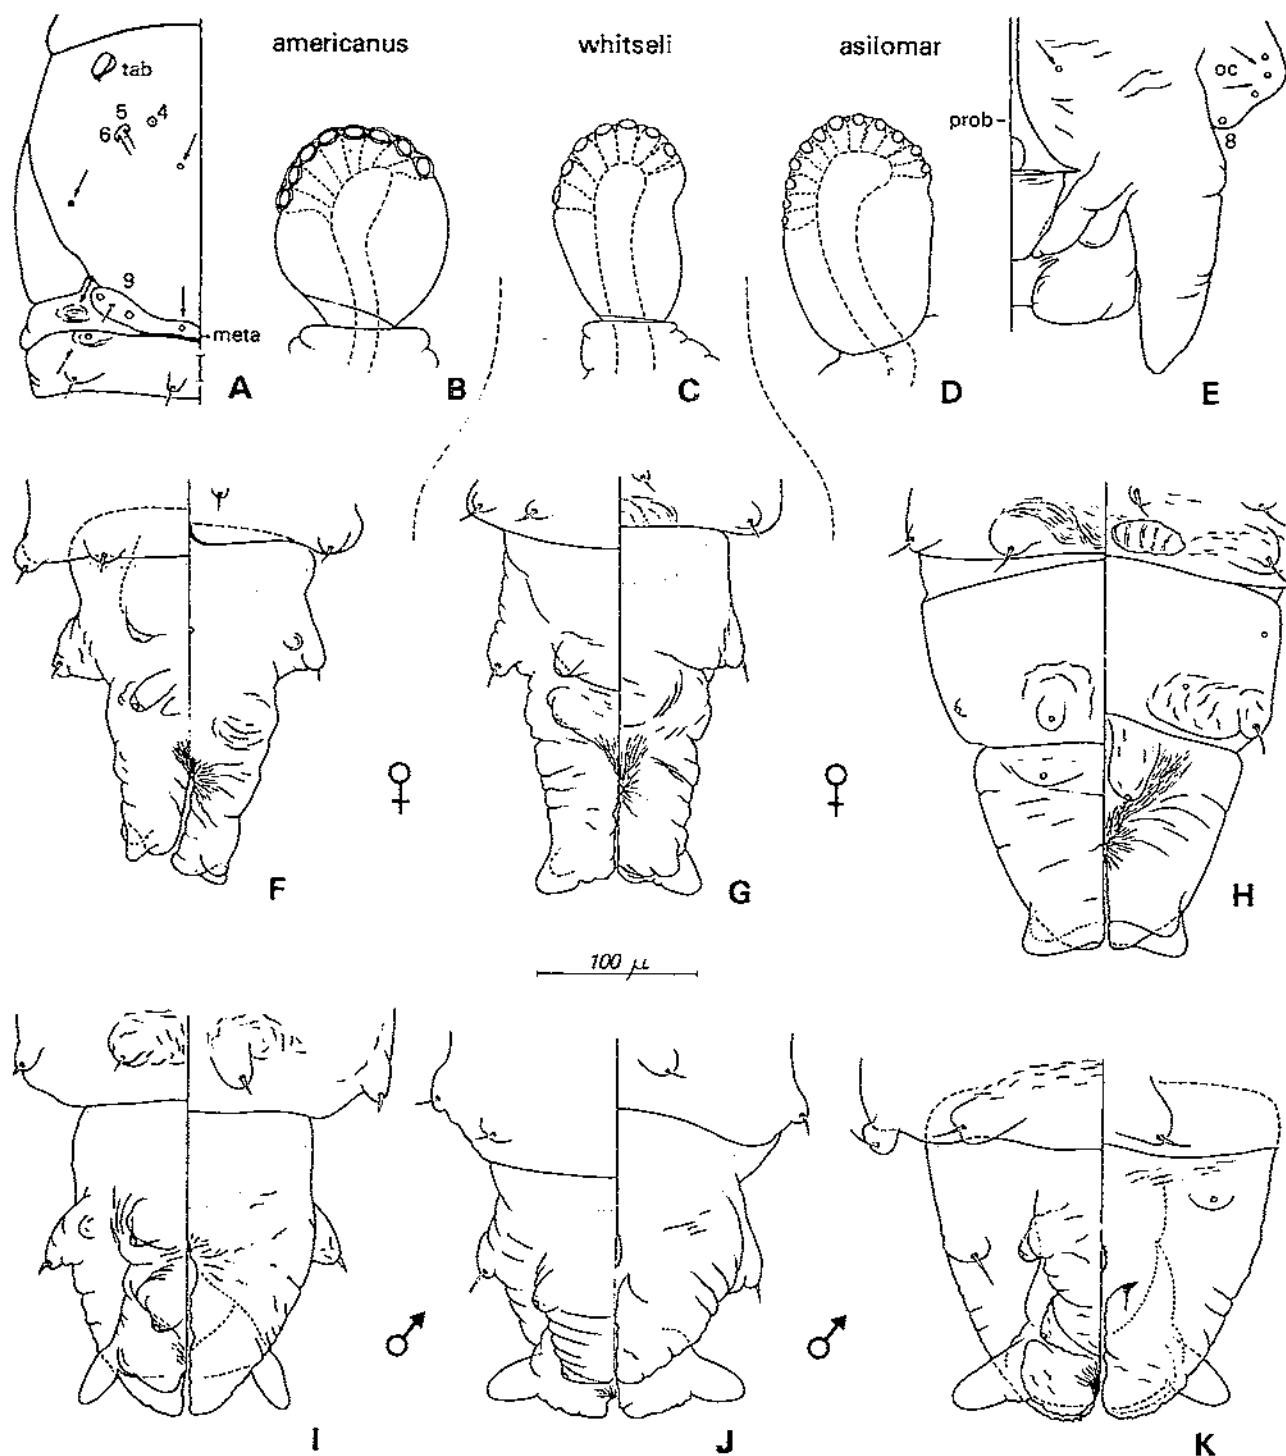 americanus
whitseli
asilomar
tab
5
4
6
9
meta
oc
prob
8
A
B
C
D
E
♀
♀
F
G
H
100 μ
♂
♂
I
J
K